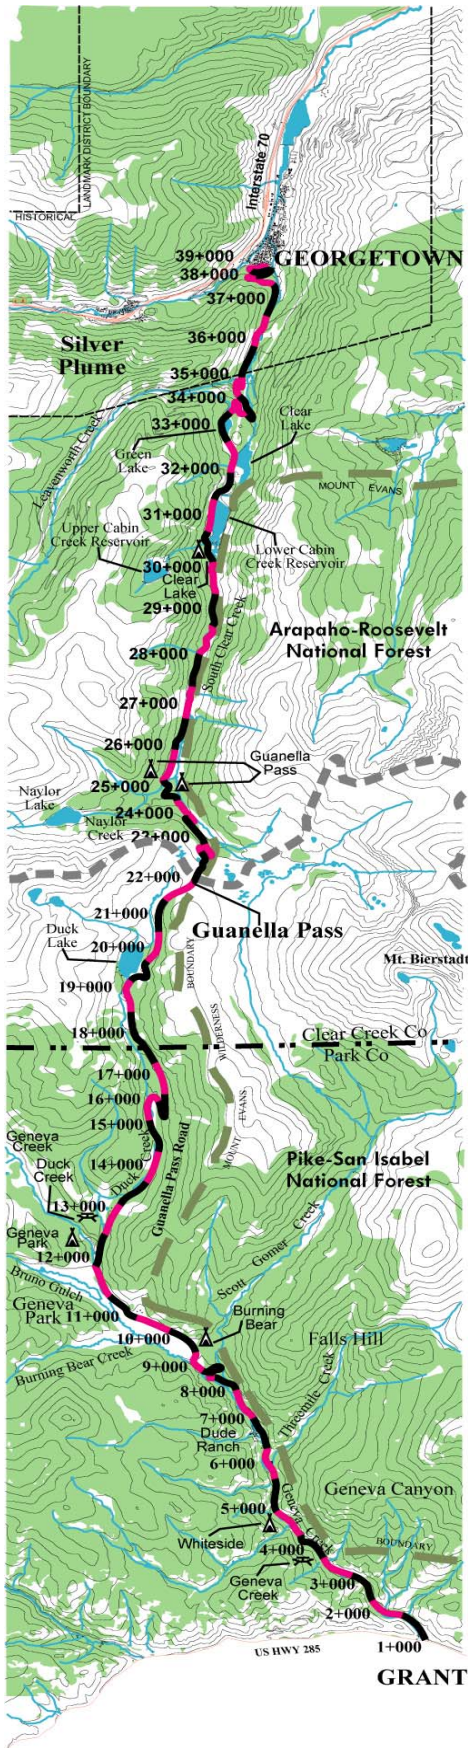 LANDMARK DISTRICT BOUNDARY
HISTORICAL
Interstate 70
39+000
GEORGETOWN
38+000
37+000
36+000
Silver
Plume
35+000
34+000
Clear
Lake
33+000
Leavenworth Creek
Green
Lake
32+000
MOUNT EVANS
31+000
Upper Cabin
Creek Reservoir
Lower Cabin
Creek Reservoir
30+000
Clear
Lake
29+000
South Clear Creek
Arapaho-Roosevelt
National Forest
28+000
27+000
26+000
Guanella
Pass
25+000
Naylor
Lake
24+000
Naylor
Creek
23+000
22+000
21+000
Guanella Pass
Duck
Lake
20+000
BOUNDARY
Mt. Bierstadt
19+000
WILDERNESS
18+000
Clear Creek Co
Park Co
17+000
16+000
EVANS
15+000
Geneva
Creek
Duck
Creek
14+000
Duck Creek
Guanella Pass Road
MOUNT
Pike-San Isabel
National Forest
13+000
Geneva
Park
12+000
Scott Gomer Creek
Bruno Gulch
Geneva
Park
11+000
Burning
Bear
10+000
Falls Hill
Burning Bear Creek
9+000
8+000
Threemile Creek
7+000
Dude
Ranch
6+000
Geneva Canyon
5+000
Geneva Creek
Whiteside
4+000
BOUNDARY
Geneva
Creek
3+000
2+000
1+000
US HWY 285
GRANT